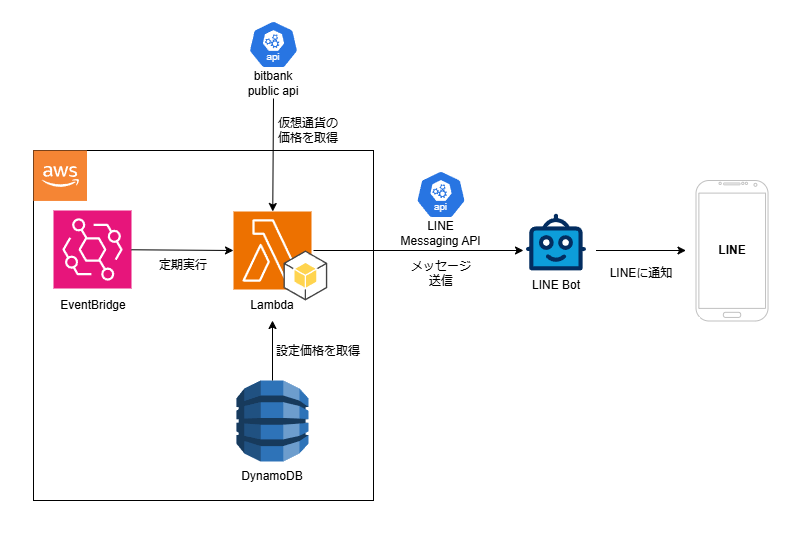 api
bitbank
public api
仮想通貨の
価格を取得
aws
api
LINE
Messaging API
EventBridge
定期実行
Lambda
メッセージ
送信
LINE Bot
LINEに通知
LINE
設定価格を取得
DynamoDB